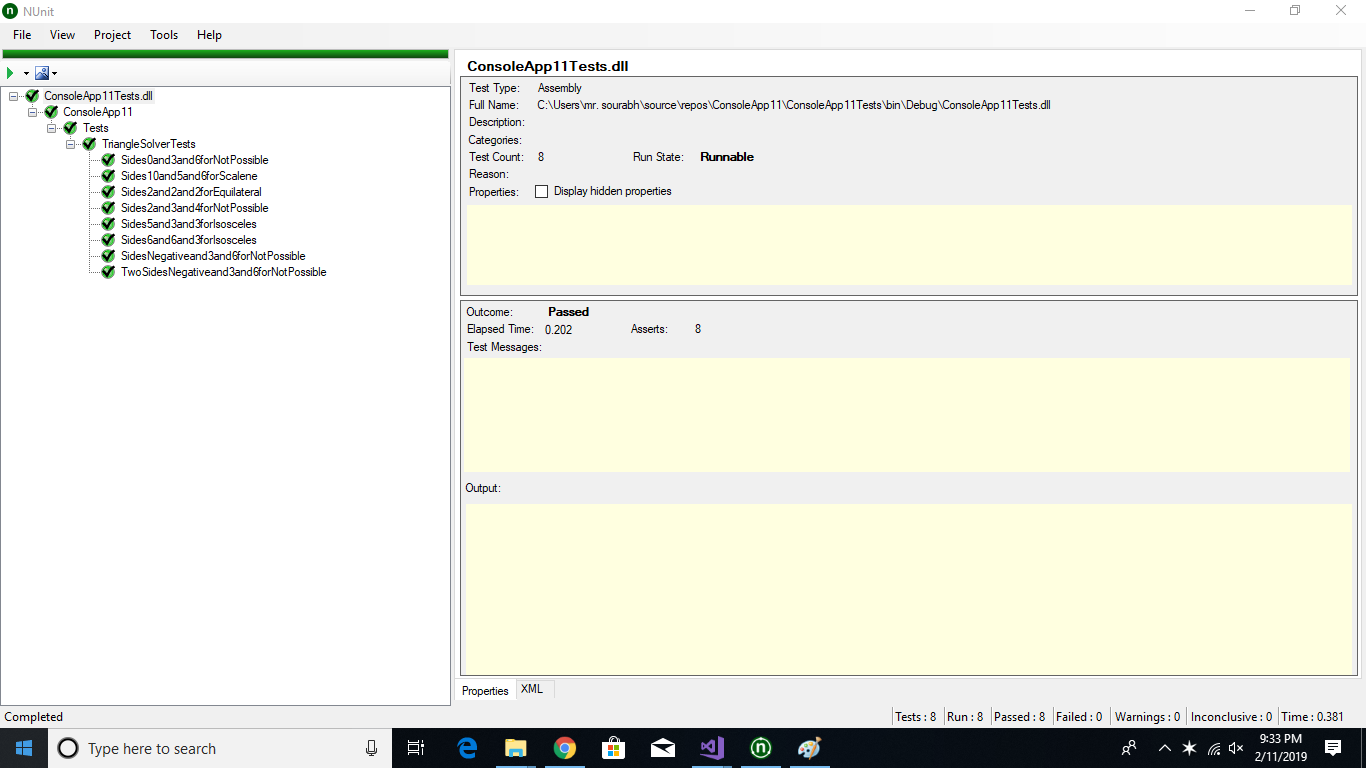 NUnit
File View Project Tools Help
ConsoleApp11Tests.dll
ConsoleApp11
Tests
TriangleSolverTests
Sides0and3and6forNotPossible
Sides10and5and6forScalene
Sides2and2and2forEquilateral
Sides2and3and4forNotPossible
Sides5and3and3forIsosceles
Sides6and6and3forIsosceles
SidesNegativeand3and6forNotPossible
TwoSidesNegativeand3and6forNotPossible
ConsoleApp11Tests.dll
Test Type: Assembly
Full Name: C:\Users\mr. sourabh\source\repos\ConsoleApp11\ConsoleApp11Tests\bin\Debug\ConsoleApp11Tests.dll
Description:
Categories:
Test Count: 8 Run State: Runnable
Reason:
Properties: Display hidden properties
Outcome: Passed
Elapsed Time: 0.202 Asserts: 8
Test Messages:
Output:
Properties XML
Completed Tests : 8 Run : 8 Passed : 8 Failed : 0 Warnings : 0 Inconclusive : 0 Time : 0.381
Type here to search
9:33 PM
2/11/2019